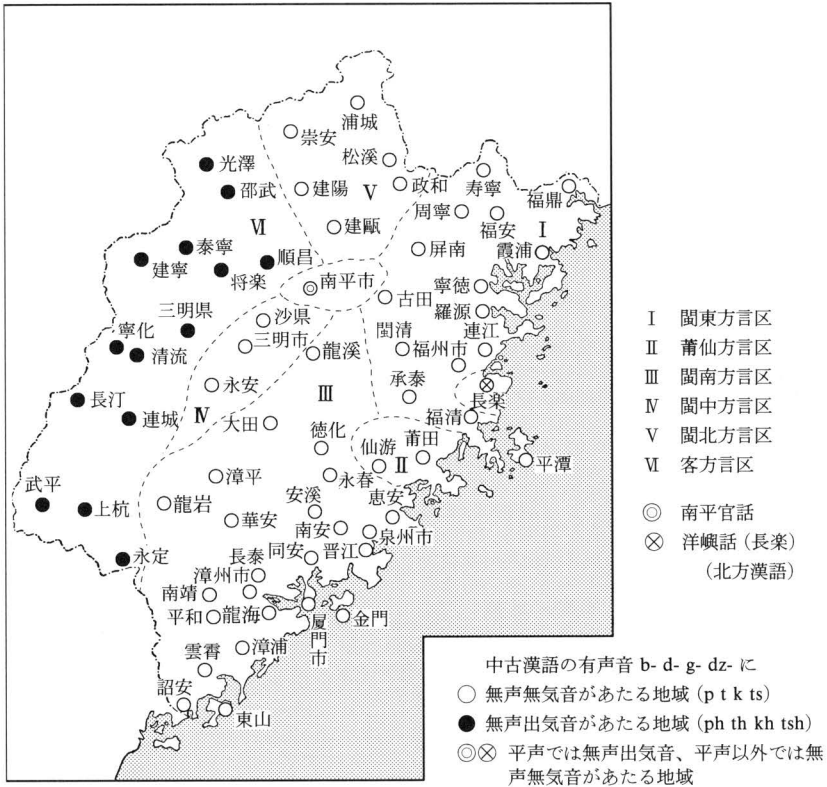 浦城
崇安
松溪
光澤
政和
寿寧
邵武
建陽
Ⅴ
福鼎
周寧
福安
Ⅰ
建甌
Ⅵ
泰寧
順昌
屏南
霞浦
建寧
将楽
南平市
寧徳
古田
羅源
三明県
沙県
連江
寧化
三明市
閩清
福州市
清流
龍溪
永安
承泰
長楽
長汀
Ⅲ
連城
Ⅳ
大田
福清
徳化
仙游
莆田
Ⅱ
平潭
漳平
永春
武平
龍岩
安溪
恵安
上杭
華安
南安
泉州市
永定
長泰
同安
晋江
漳州市
南靖
平和
龍海
厦門市
金門
雲霄
漳浦
詔安
東山
Ⅰ 閩東方言区
Ⅱ 莆仙方言区
Ⅲ 閩南方言区
Ⅳ 閩中方言区
Ⅴ 閩北方言区
Ⅵ 客方言区
◎ 南平官話
⊗ 洋嶼話（長楽）
（北方漢語）
中古漢語の有声音 b- d- g- dz- に
○ 無声無気音があたる地域（p t k ts）
● 無声出気音があたる地域（ph th kh tsh）
◎⊗ 平声では無声出気音、平声以外では無
声無気音があたる地域